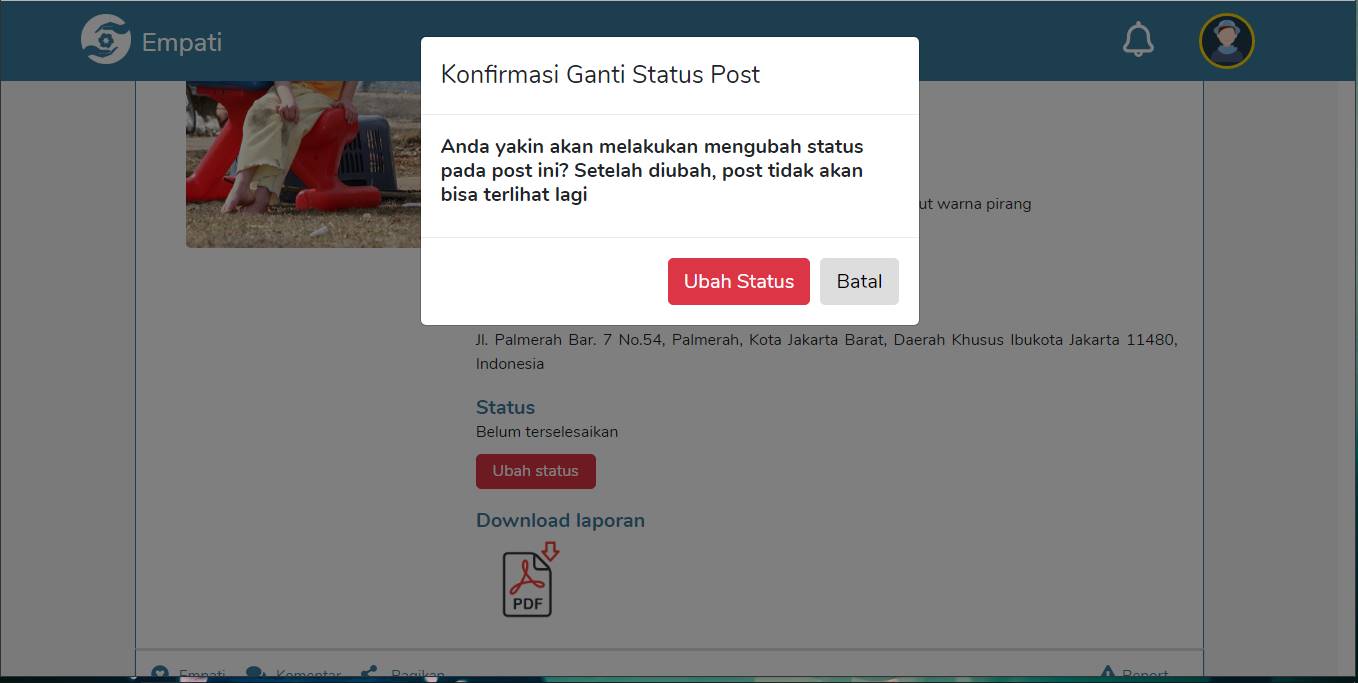 Empati
Konfirmasi Ganti Status Post
Anda yakin akan melakukan mengubah status
pada post ini? Setelah diubah, post tidak akan
bisa terlihat lagi
ut warna pirang
Ubah Status
Batal
Jl. Palmerah Bar. 7 No.54, Palmerah, Kota Jakarta Barat, Daerah Khusus Ibukota Jakarta 11480,
Indonesia
Status
Belum terselesaikan
Ubah status
Download laporan
PDF
Empati Komentar Bagikan Report